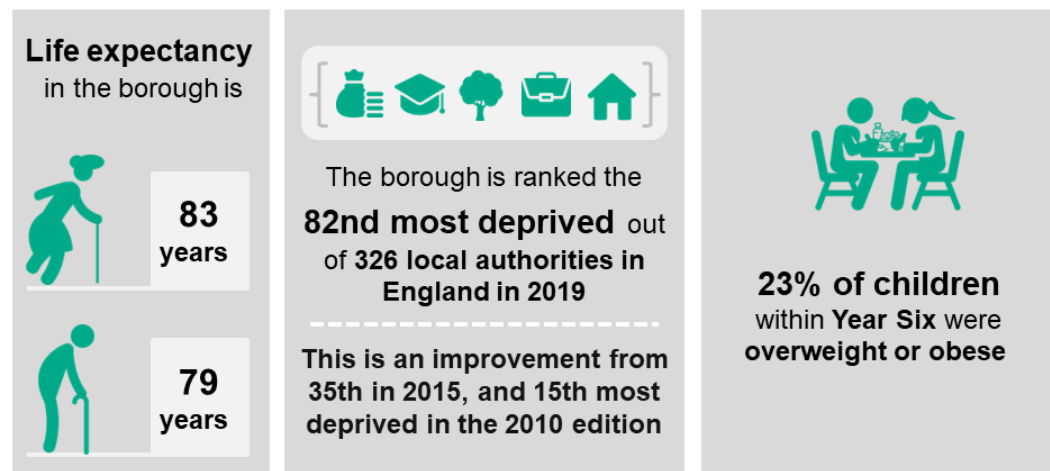 Life expectancy
in the borough is
83
years
79
years
The borough is ranked the
82nd most deprived out
of 326 local authorities in
England in 2019
This is an improvement from
35th in 2015, and 15th most
deprived in the 2010 edition
23% of children
within Year Six were
overweight or obese